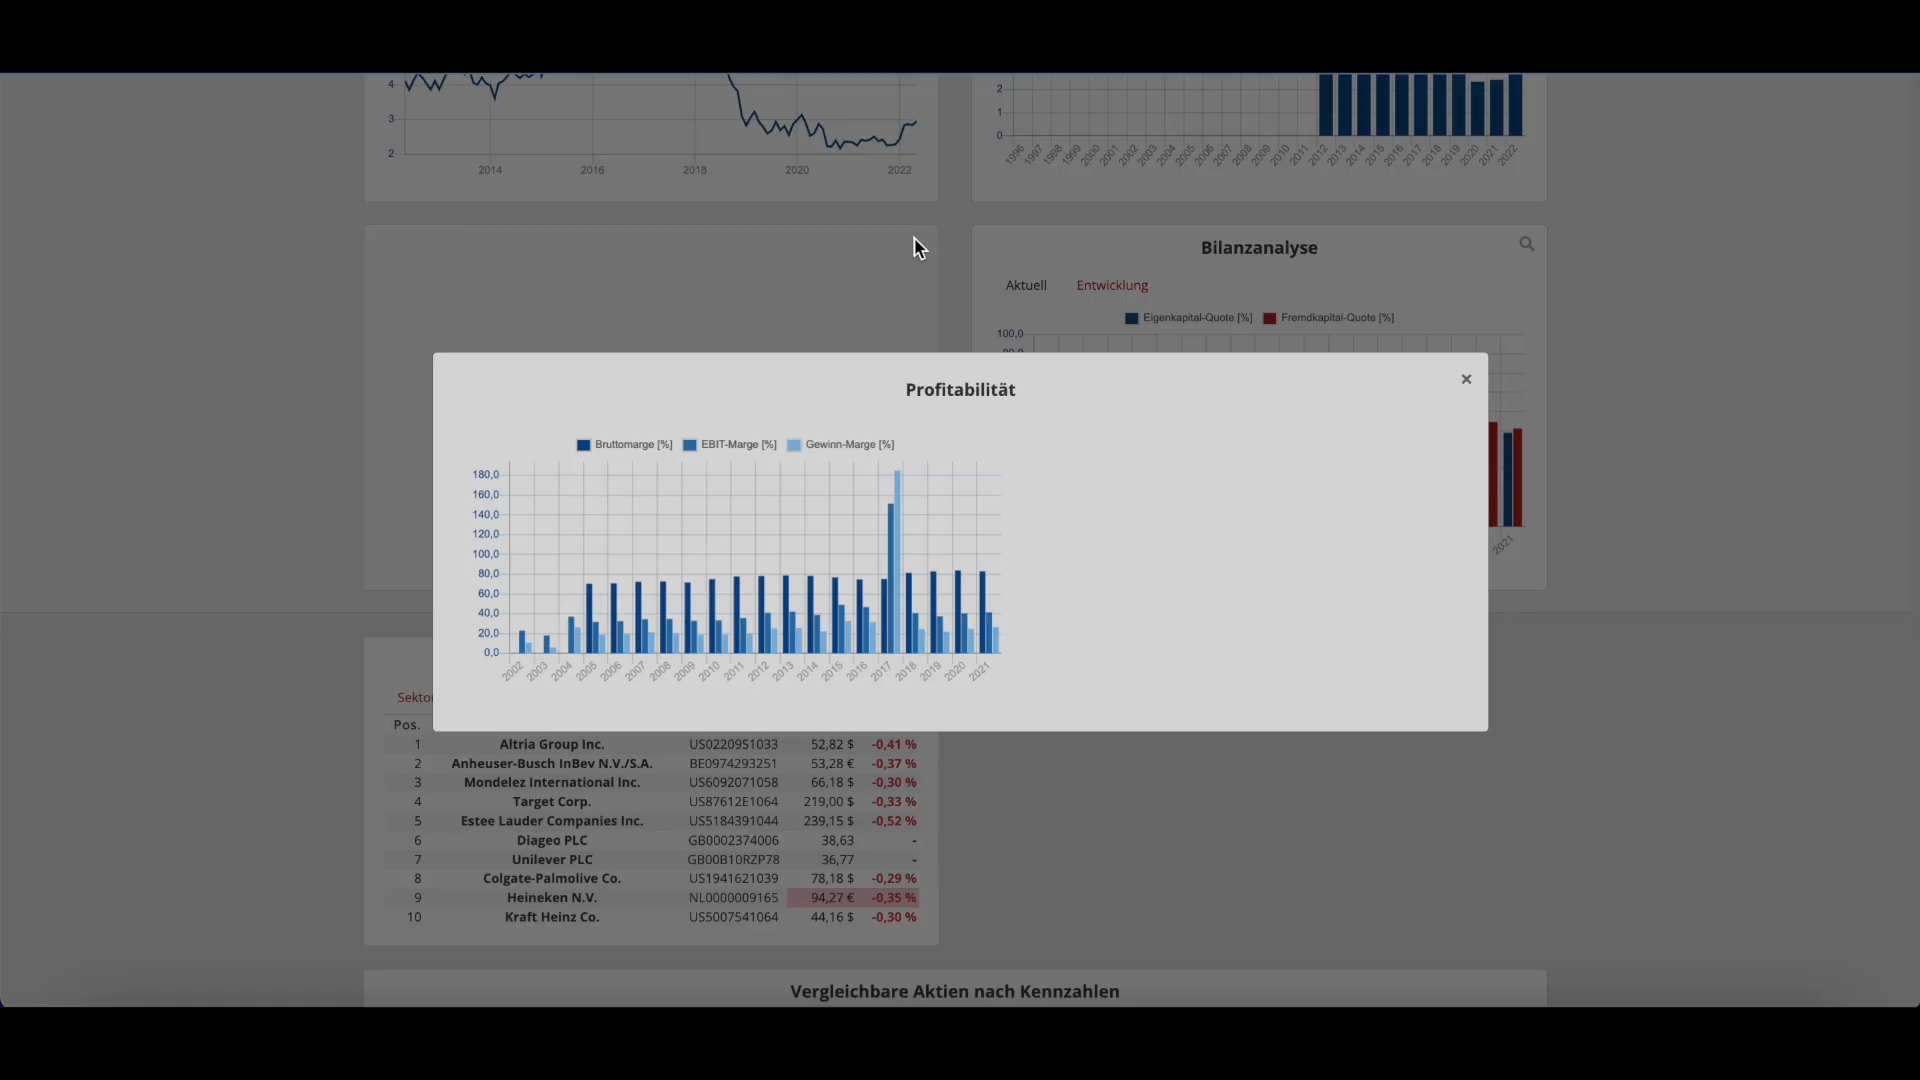 4
3
2
2014 2016 2018 2020 2022
2
1
0
1996 1997 1998 1999 2000 2001 2002 2003 2004 2005 2006 2007 2008 2009 2010 2011 2012 2013 2014 2015 2016 2017 2018 2019 2020 2021 2022
Bilanzanalyse
Aktuell Entwicklung
Eigenkapital-Quote [%] Fremdkapital-Quote [%]
100,0
2021
Profitabilität
×
Bruttomarge [%] EBIT-Marge [%] Gewinn-Marge [%]
180,0
160,0
140,0
120,0
100,0
80,0
60,0
40,0
20,0
0,0
2002 2003 2004 2005 2006 2007 2008 2009 2010 2011 2012 2013 2014 2015 2016 2017 2018 2019 2020 2021
Pos.
1 Altria Group Inc. US02209S1033 52,82 $ -0,41 %
2 Anheuser-Busch InBev N.V./S.A. BE0974293251 53,28 € -0,37 %
3 Mondelez International Inc. US6092071058 66,18 $ -0,30 %
4 Target Corp. US87612E1064 219,00 $ -0,33 %
5 Estee Lauder Companies Inc. US5184391044 239,15 $ -0,52 %
6 Diageo PLC GB0002374006 38,63 -
7 Unilever PLC GB00B10RZP78 36,77 -
8 Colgate-Palmolive Co. US1941621039 78,18 $ -0,29 %
9 Heineken N.V. NL0000009165 94,27 € -0,35 %
10 Kraft Heinz Co. US5007541064 44,16 $ -0,30 %
Vergleichbare Aktien nach Kennzahlen